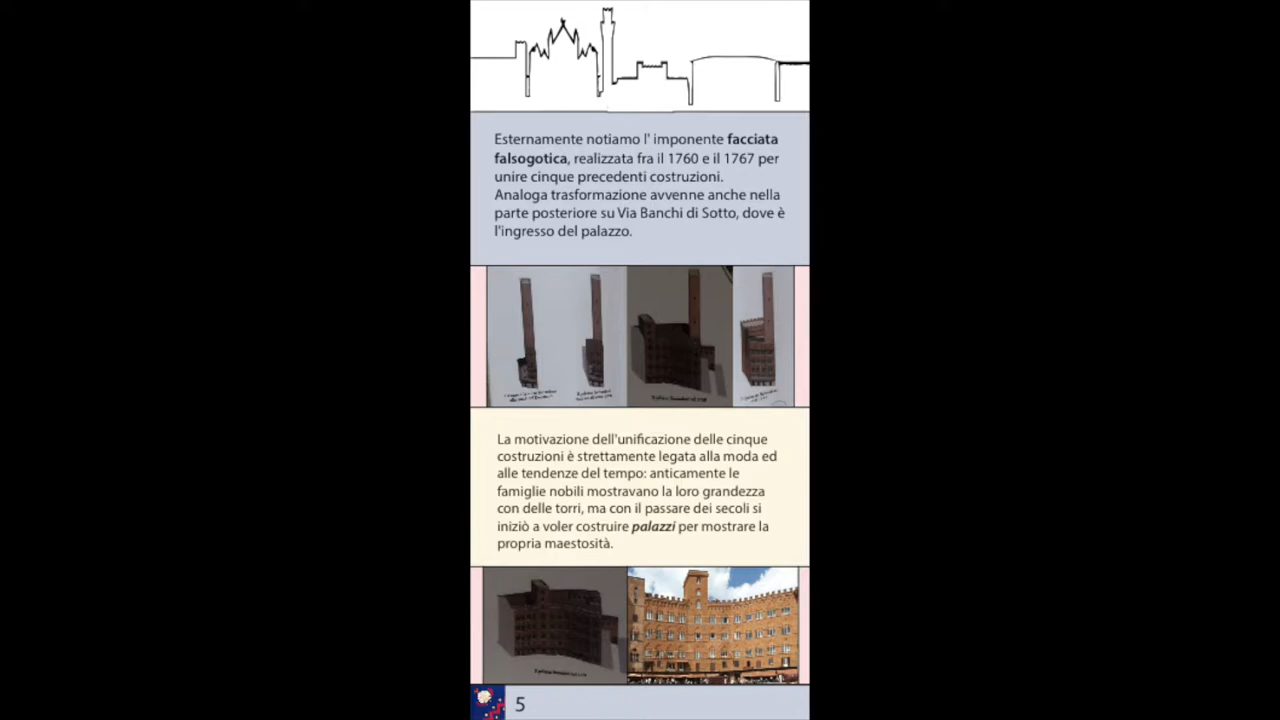 Esternamente notiamo l' imponente facciata
falsogotica, realizzata fra il 1760 e il 1767 per
unire cinque precedenti costruzioni.
Analoga trasformazione avvenne anche nella
parte posteriore su Via Banchi di Sotto, dove è
l'ingresso del palazzo.
La motivazione dell'unificazione delle cinque
costruzioni è strettamente legata alla moda ed
alle tendenze del tempo: anticamente le
famiglie nobili mostravano la loro grandezza
con delle torri, ma con il passare dei secoli si
iniziò a voler costruire palazzi per mostrare la
propria maestosità.
5